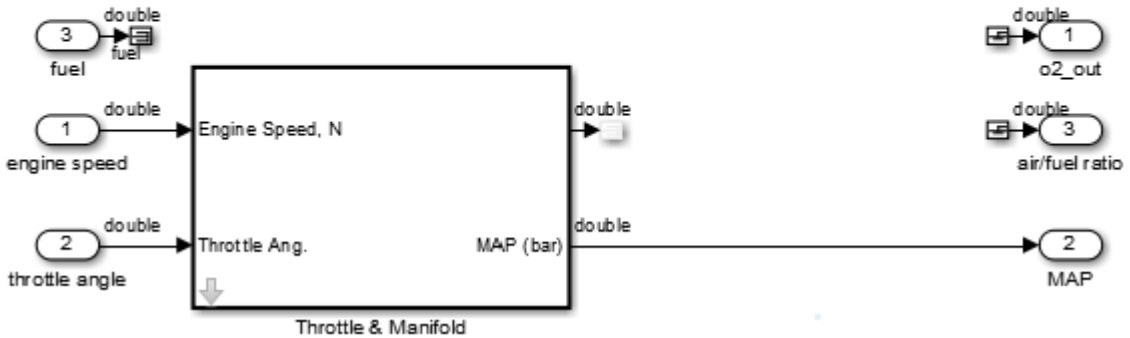 double
3
fuel
fuel
double
1
o2_out
double
1
engine speed
Engine Speed, N
double
double
3
air/fuel ratio
double
2
throttle angle
Throttle Ang.
MAP (bar)
double
2
MAP
Throttle & Manifold